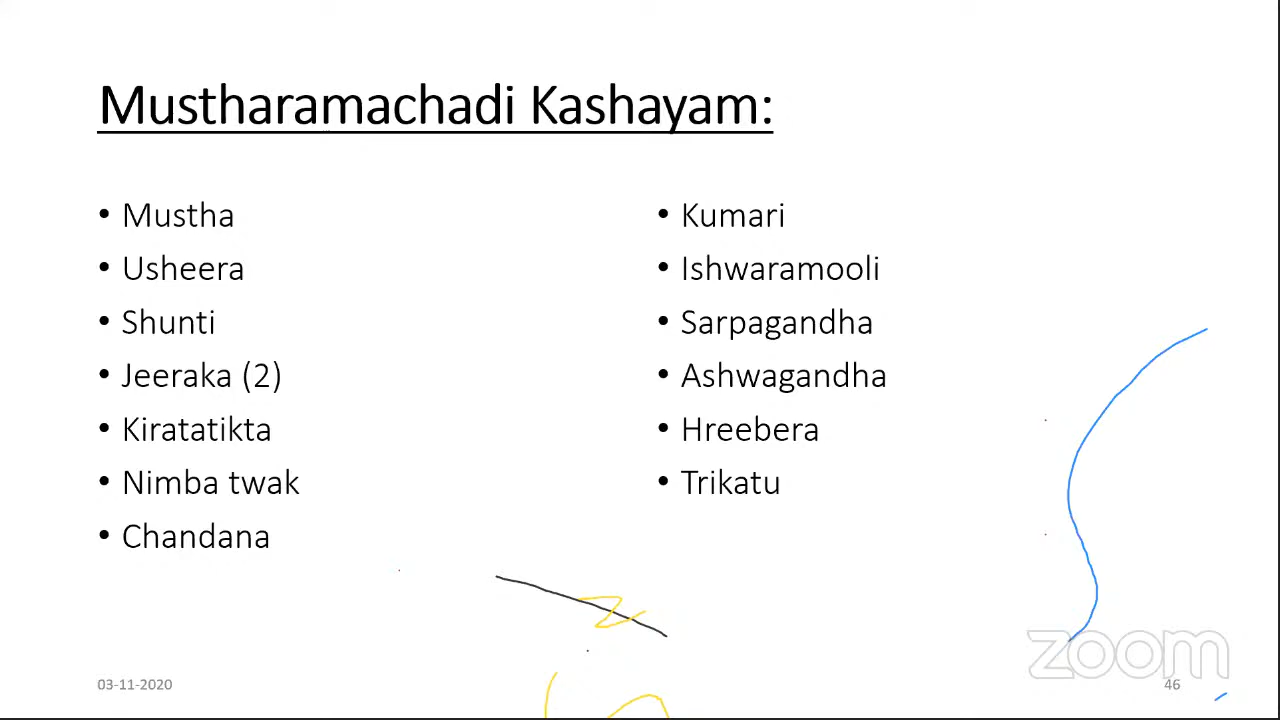 Mustharamachadi Kashayam:
• Mustha
• Usheera
• Shunti
• Jeeraka (2)
• Kiratatikta
• Nimba twak
• Chandana
• Kumari
• Ishwaramooli
• Sarpagandha
• Ashwagandha
• Hreebera
• Trikatu
03-11-2020
46
zoom